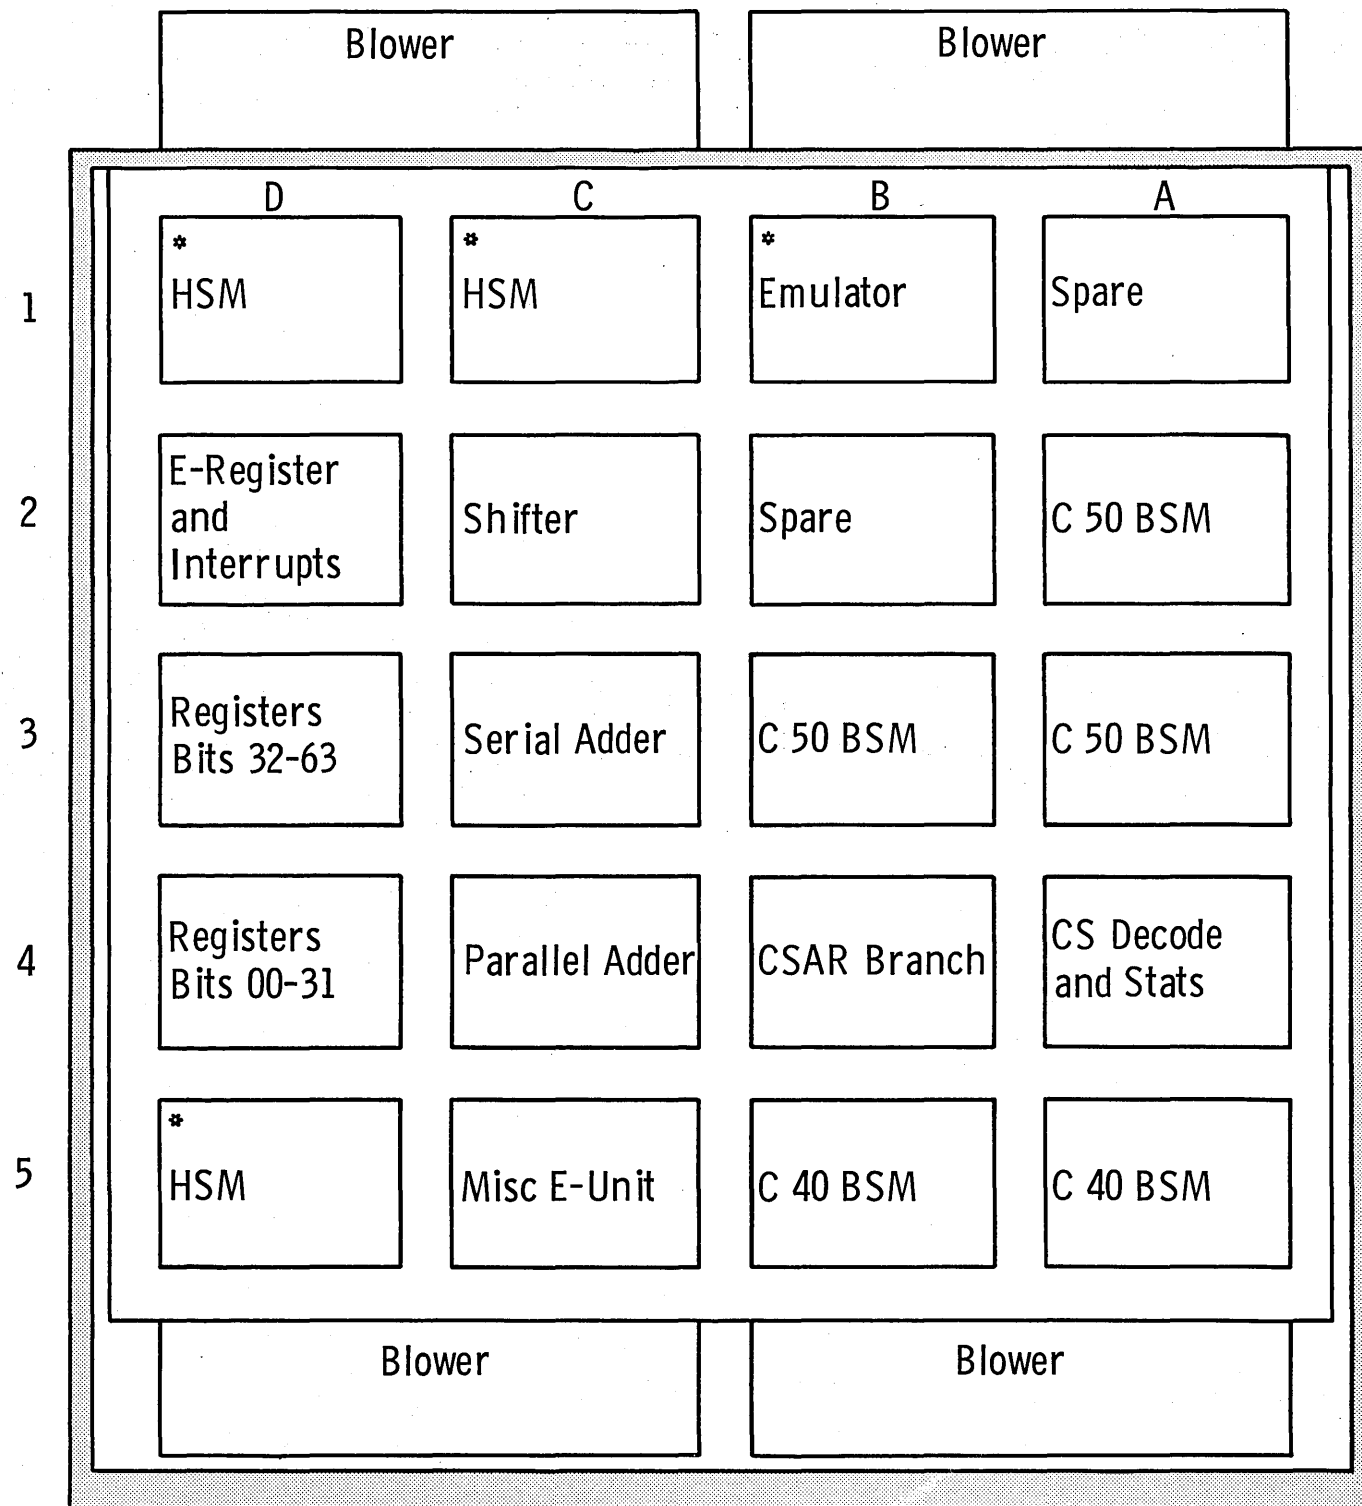 Blower
Blower
D
C
B
A
1
*
HSM
*
HSM
*
Emulator
Spare
2
E-Register
and
Interrupts
Shifter
Spare
C 50 BSM
3
Registers
Bits 32-63
Serial Adder
C 50 BSM
C 50 BSM
4
Registers
Bits 00-31
Parallel Adder
CSAR Branch
CS Decode
and Stats
5
*
HSM
Misc E-Unit
C 40 BSM
C 40 BSM
Blower
Blower